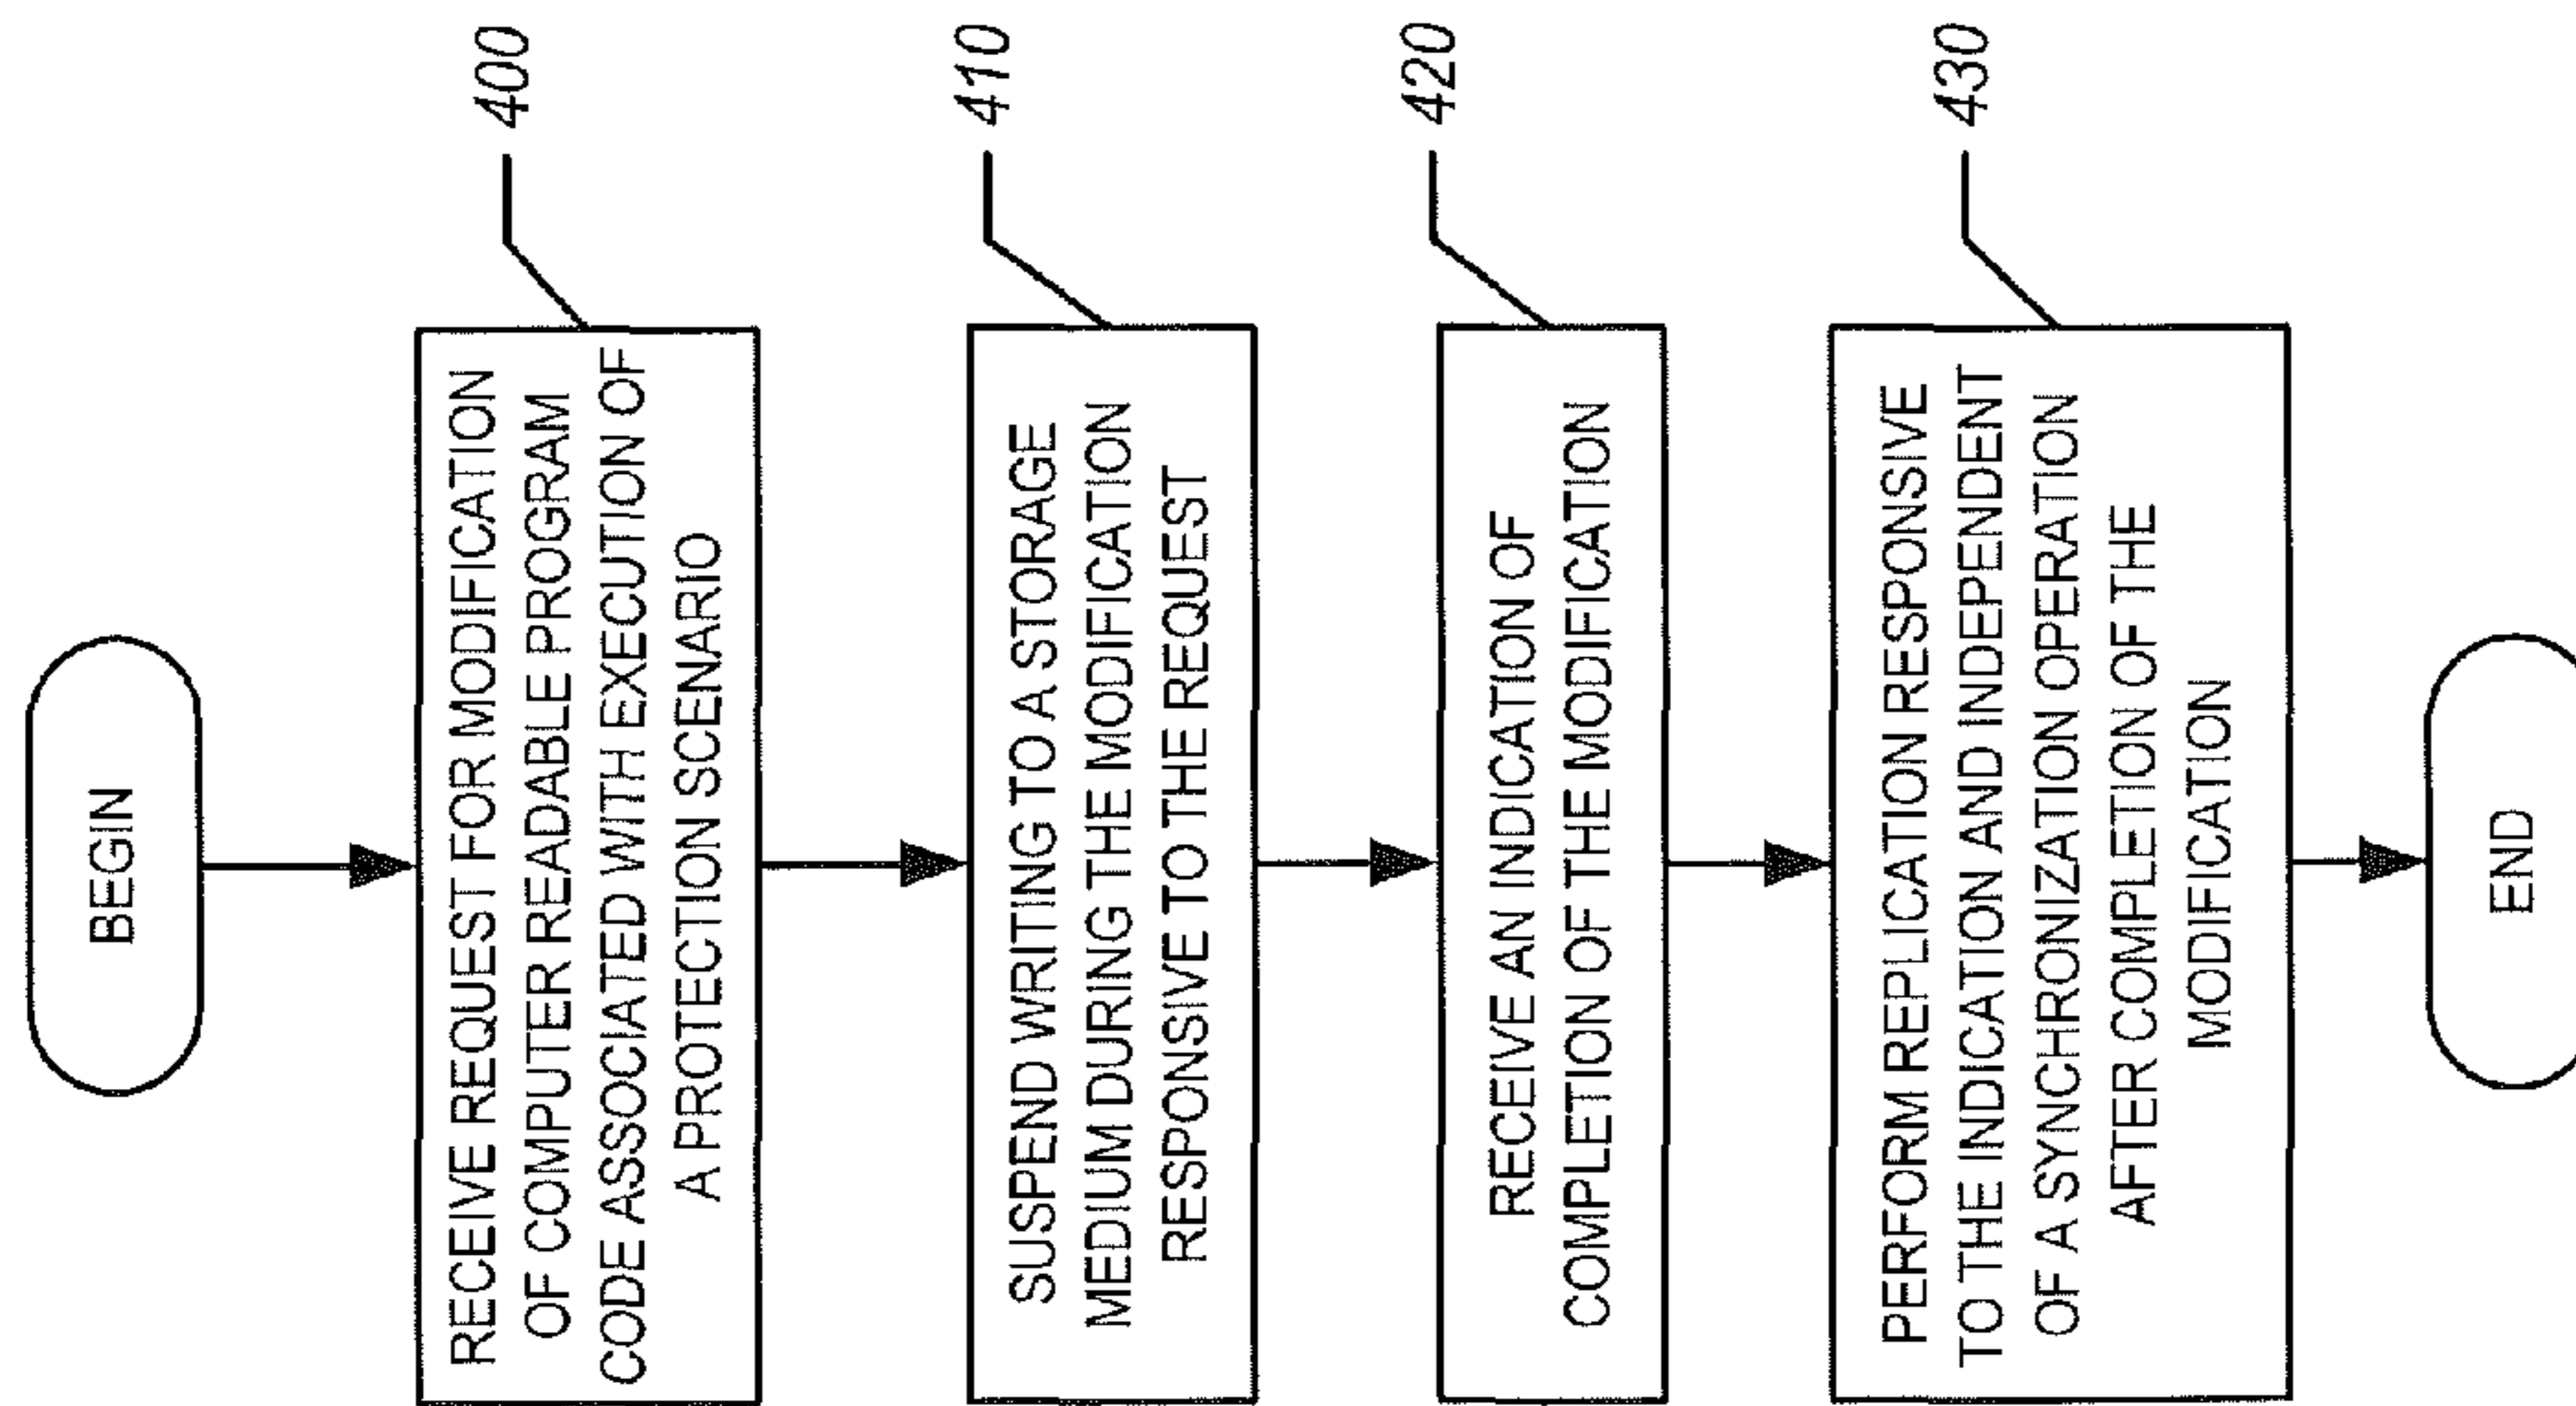 BEGIN
400
RECEIVE REQUEST FOR MODIFICATION
OF COMPUTER READABLE PROGRAM
CODE ASSOCIATED WITH EXECUTION OF
A PROTECTION SCENARIO
410
SUSPEND WRITING TO A STORAGE
MEDIUM DURING THE MODIFICATION
RESPONSIVE TO THE REQUEST
420
RECEIVE AN INDICATION OF
COMPLETION OF THE MODIFICATION
430
PERFORM REPLICATION RESPONSIVE
TO THE INDICATION AND INDEPENDENT
OF A SYNCHRONIZATION OPERATION
AFTER COMPLETION OF THE
MODIFICATION
END